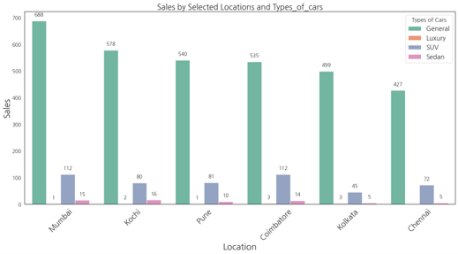 Sales by Selected Locations and Types_of_cars
Types of Cars
General
Luxury
SUV
Sedan
Sales
700
600
500
400
300
200
100
0
688 1 112 15
578 2 80 16
540 1 81 10
535 3 112 14
499 3 45 5
427 72 5
Mumbai
Kochi
Pune
Coimbatore
Kolkata
Chennai
Location